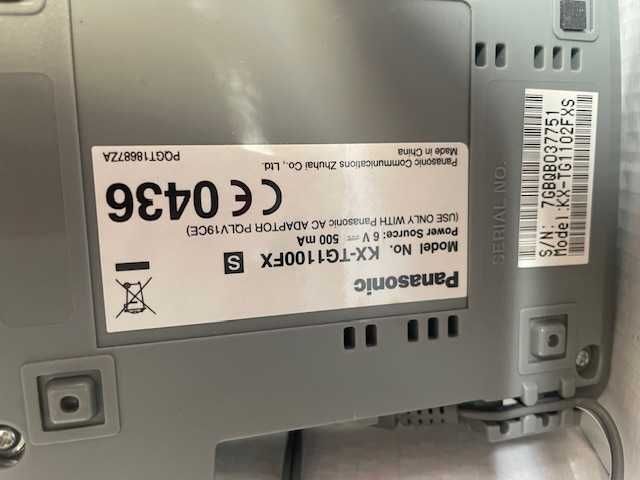 Panasonic
Model No. KX-TG1100FX S
Power Source: 6 V ⎓ 500 mA
(USE ONLY WITH Panasonic AC ADAPTOR PQLV19CE)
CE 0436
Panasonic Communications Zhuhai Co., Ltd.
Made in China
PQGT18687ZA
SERIAL NO.
S/N: 7GBQB037751
Model:KX-TG1102FXS